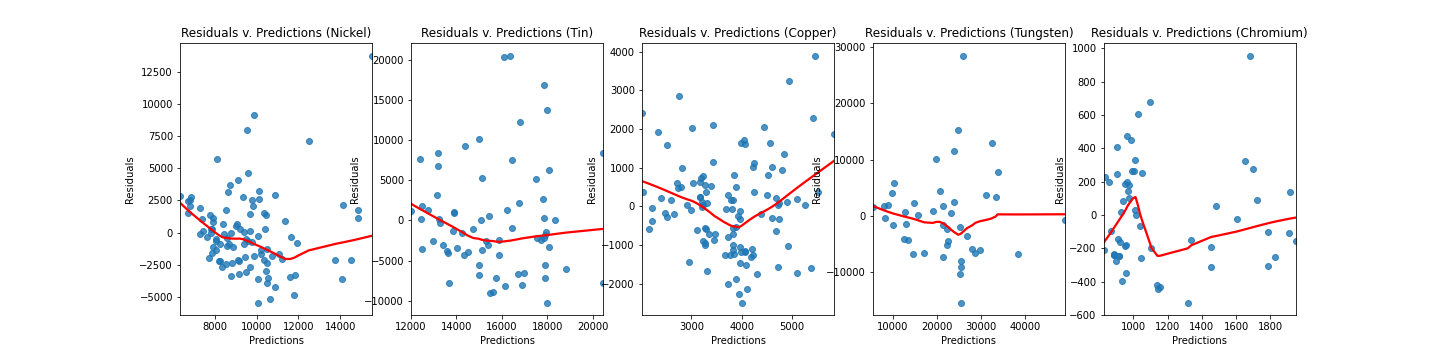 Residuals v. Predictions (Nickel)
12500
10000
7500
5000
2500
0
−2500
−5000
Residuals
8000 10000 12000 14000
Predictions
Residuals v. Predictions (Tin)
20000
15000
10000
5000
0
−5000
−10000
Residuals
12000 14000 16000 18000 20000
Predictions
Residuals v. Predictions (Copper)
4000
3000
2000
1000
0
−1000
−2000
Residuals
3000 4000 5000
Predictions
Residuals v. Predictions (Tungsten)
30000
20000
10000
0
−10000
Residuals
10000 20000 30000 40000
Predictions
Residuals v. Predictions (Chromium)
1000
800
600
400
200
0
−200
−400
−600
Residuals
1000 1200 1400 1600 1800
Predictions